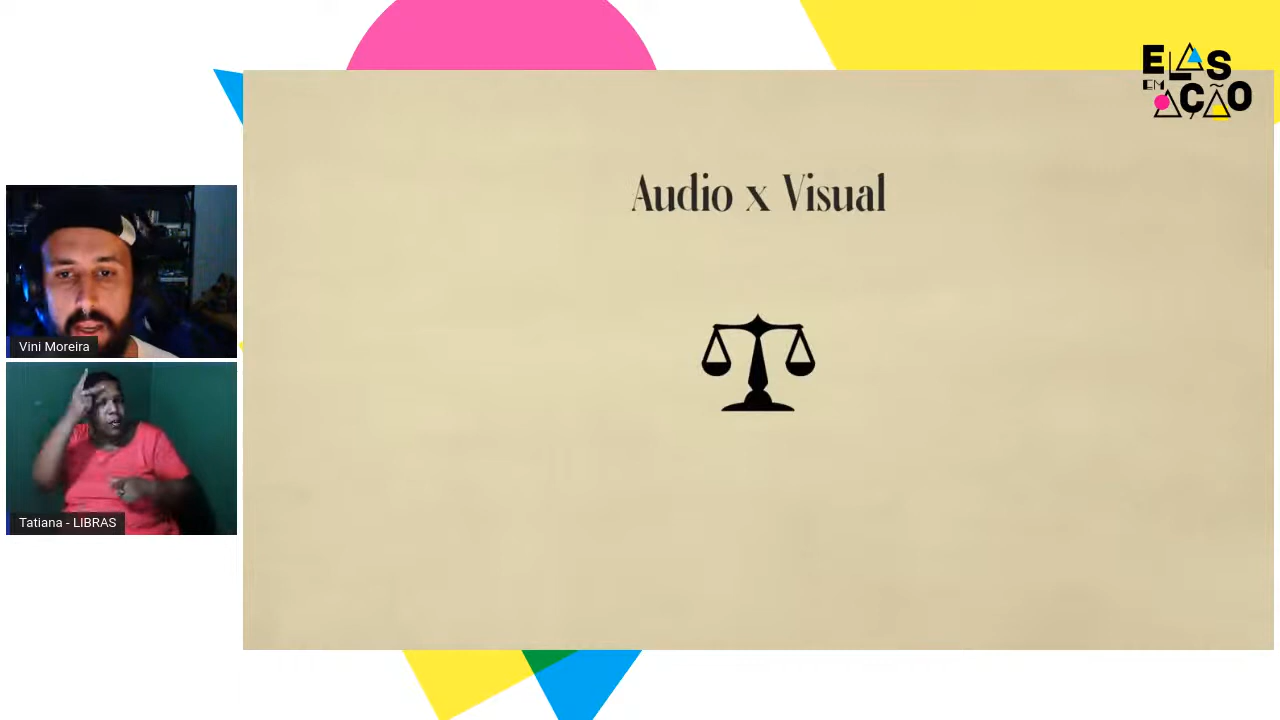 ELAS
EM
AÇÃO
Audio x Visual
Vini Moreira
Tatiana - LIBRAS